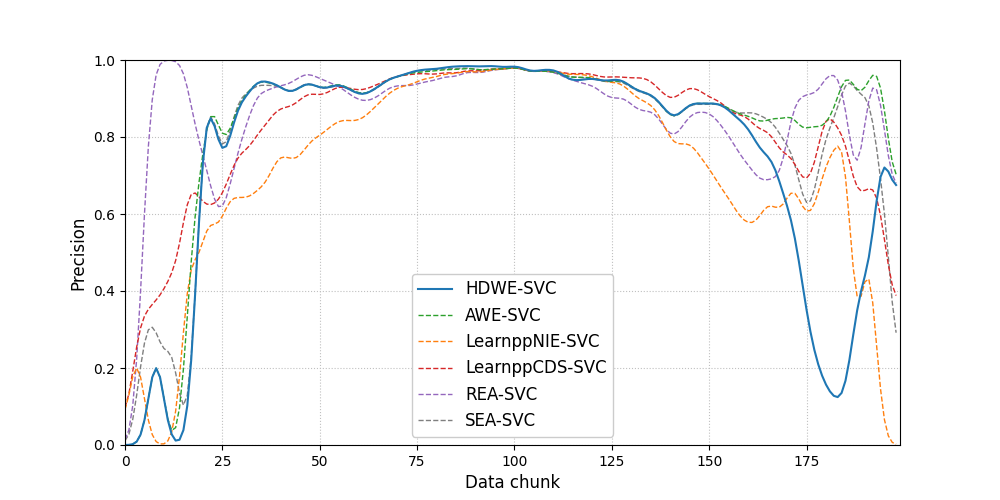 1.0
0.8
0.6
0.4
0.2
0.0
Precision
HDWE-SVC
AWE-SVC
LearnppNIE-SVC
LearnppCDS-SVC
REA-SVC
SEA-SVC
0 25 50 75 100 125 150 175
Data chunk